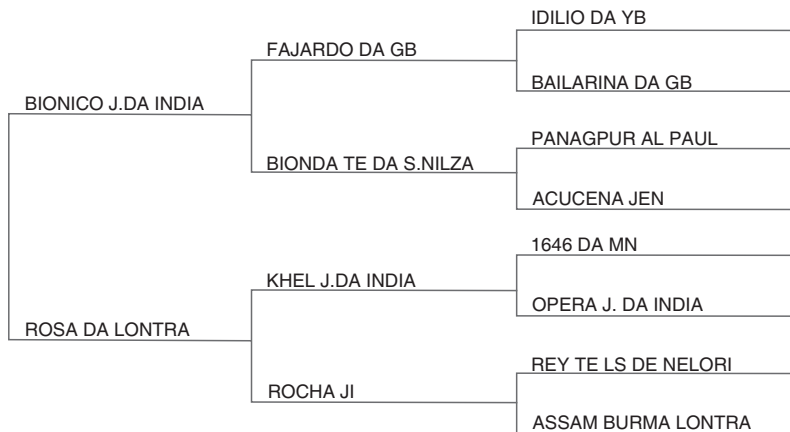 IDILIO DA YB
FAJARDO DA GB
BAILARINA DA GB
BIONICO J.DA INDIA
PANAGPUR AL PAUL
BIONDA TE DA S.NILZA
ACUCENA JEN
1646 DA MN
KHEL J.DA INDIA
OPERA J. DA INDIA
ROSA DA LONTRA
REY TE LS DE NELORI
ROCHA JI
ASSAM BURMA LONTRA